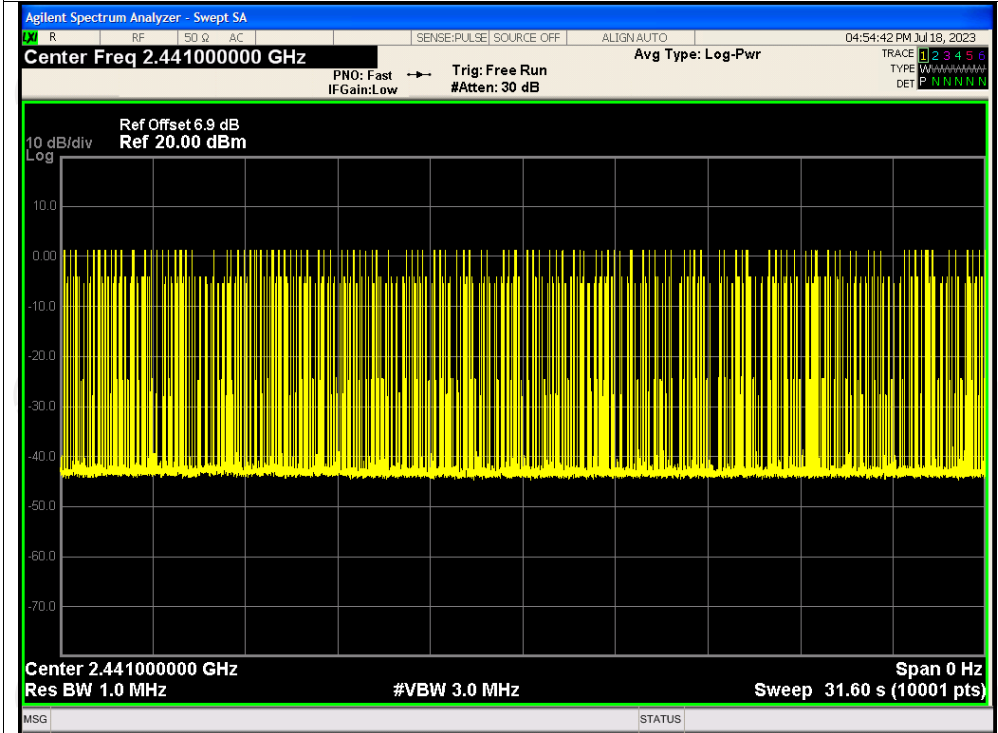 Agilent Spectrum Analyzer - Swept SA
LXI R RF 50 Ω AC SENSE:PULSE SOURCE OFF ALIGN AUTO 04:54:42 PM Jul 18, 2023
Center Freq 2.441000000 GHz Avg Type: Log-Pwr TRACE 1 2 3 4 5 6
PNO: Fast Trig: Free Run TYPE WWWWWW
IFGain:Low #Atten: 30 dB DET P N N N N N
Ref Offset 6.9 dB
10 dB/div Ref 20.00 dBm
Log
10.0
0.00
-10.0
-20.0
-30.0
-40.0
-50.0
-60.0
-70.0
Center 2.441000000 GHz Span 0 Hz
Res BW 1.0 MHz #VBW 3.0 MHz Sweep 31.60 s (10001 pts)
MSG STATUS